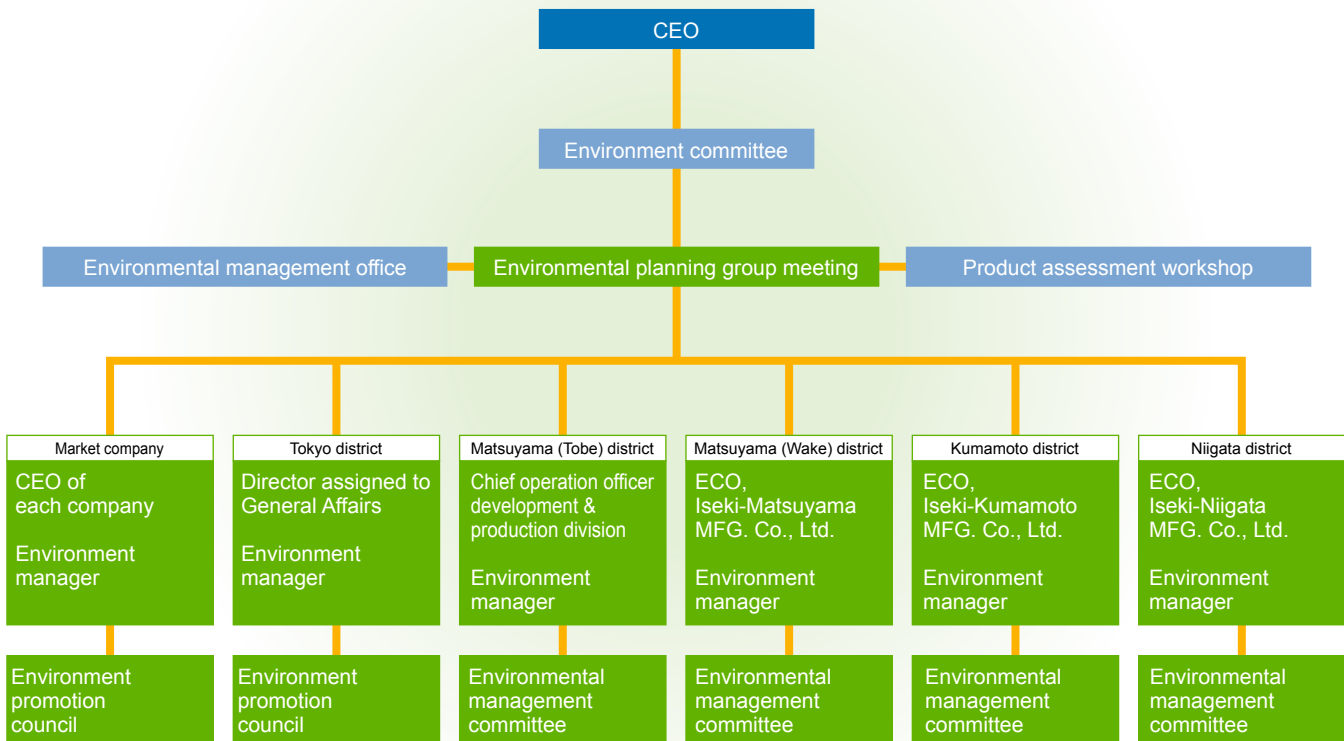 CEO
Environment committee
Environmental management office
Environmental planning group meeting
Product assessment workshop
Market company
CEO of
each company
Environment
manager
Environment
promotion
council
Tokyo district
Director assigned to
General Affairs
Environment
manager
Environment
promotion
council
Matsuyama (Tobe) district
Chief operation officer
development &
production division
Environment
manager
Environmental
management
committee
Matsuyama (Wake) district
ECO,
Iseki-Matsuyama
MFG. Co., Ltd.
Environment
manager
Environmental
management
committee
Kumamoto district
ECO,
Iseki-Kumamoto
MFG. Co., Ltd.
Environment
manager
Environmental
management
committee
Niigata district
ECO,
Iseki-Niigata
MFG. Co., Ltd.
Environment
manager
Environmental
management
committee